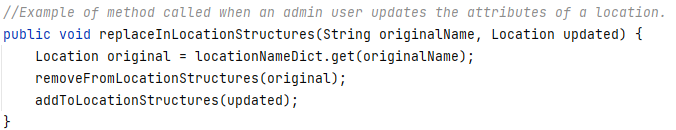 //Example of method called when an admin user updates the attributes of a location.
public void replaceInLocationStructures(String originalName, Location updated) {
    Location original = locationNameDict.get(originalName);
    removeFromLocationStructures(original);
    addToLocationStructures(updated);
}